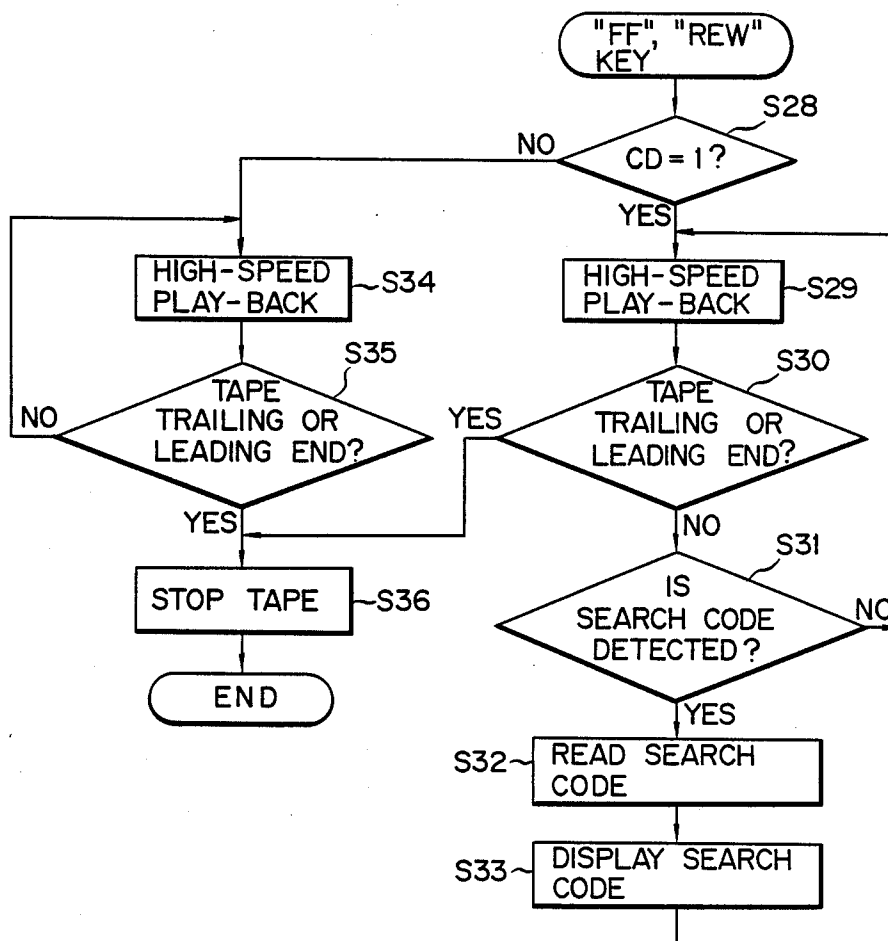 "FF", "REW"
KEY
S28
NO
CD=1?
YES
HIGH-SPEED
PLAY-BACK
S34
HIGH-SPEED
PLAY-BACK
S29
S35
TAPE
TRAILING OR
LEADING END?
NO
YES
S30
TAPE
TRAILING OR
LEADING END?
YES
NO
S31
IS
SEARCH CODE
DETECTED?
NO
YES
STOP TAPE
S36
END
S32
READ SEARCH
CODE
S33
DISPLAY SEARCH
CODE